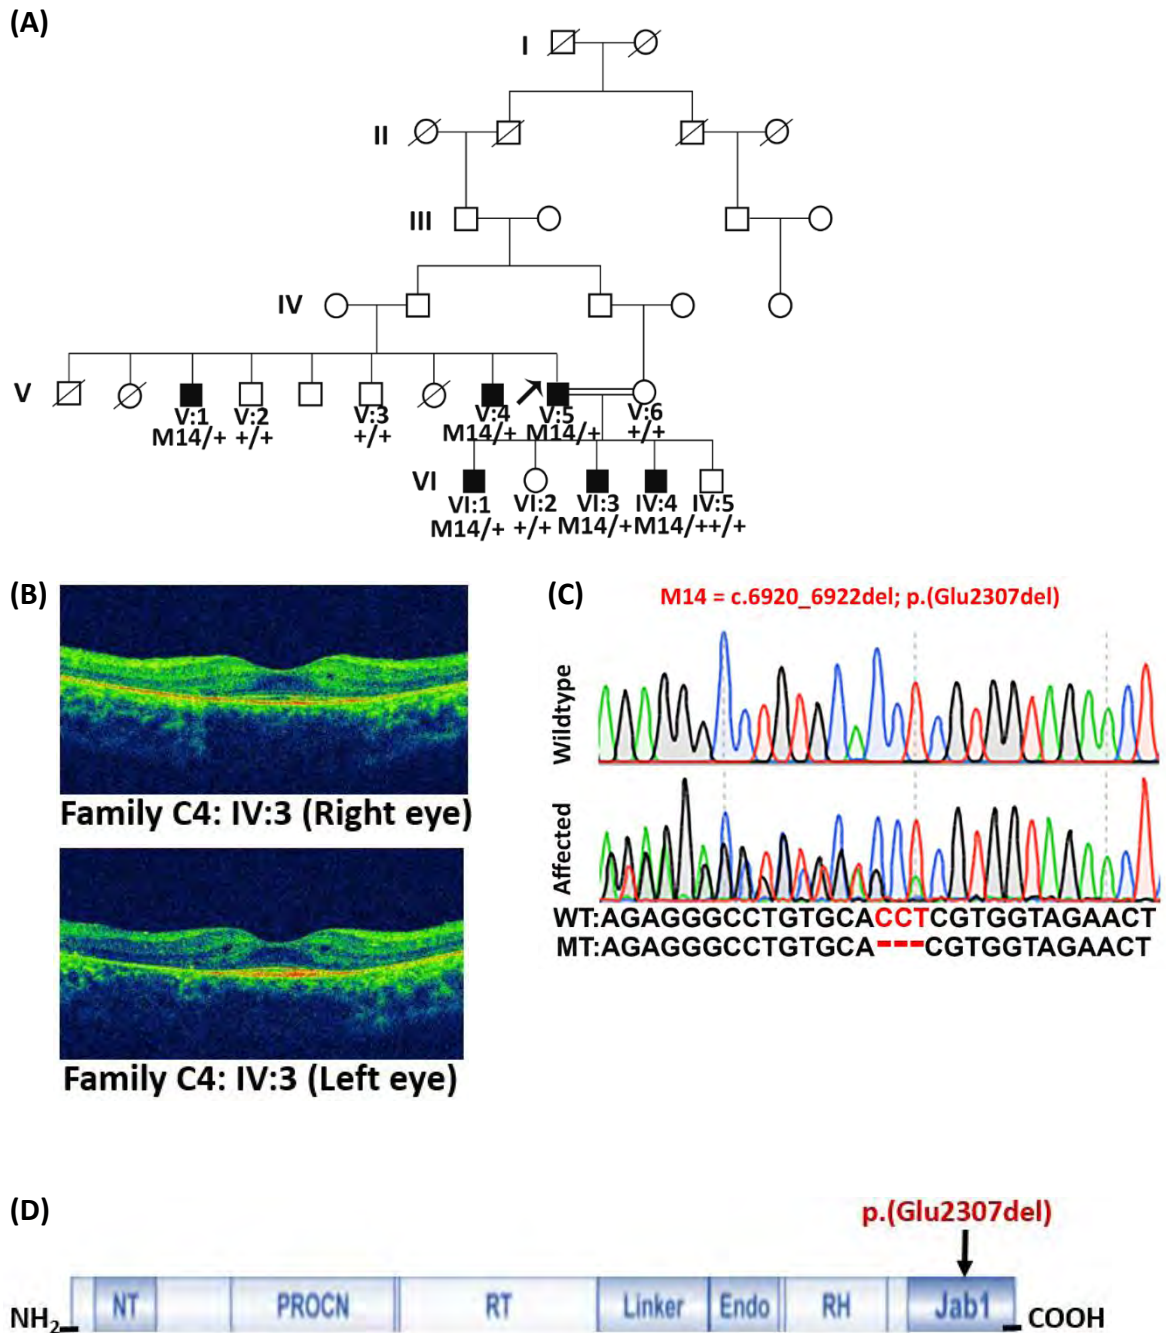 (A)
I
II
III
IV
V
V:1
V:2
V:3
V:4
V:5
V:6
M14/+
+/+
+/+
M14/+
M14/+
+/+
VI
VI:1
VI:2
VI:3
IV:4
IV:5
M14/+
+/+
M14/+
M14/+
+/+
(B)
Family C4: IV:3 (Right eye)
Family C4: IV:3 (Left eye)
(C)
M14 = c.6920_6922del; p.(Glu2307del)
Wildtype
Affected
WT:AGAGGGCCTGTGCACCTCGTGGTAGAACT
MT:AGAGGGCCTGTGCA---CGTGGTAGAACT
(D)
p.(Glu2307del)
NH2
NT
PROCN
RT
Linker
Endo
RH
Jab1
COOH